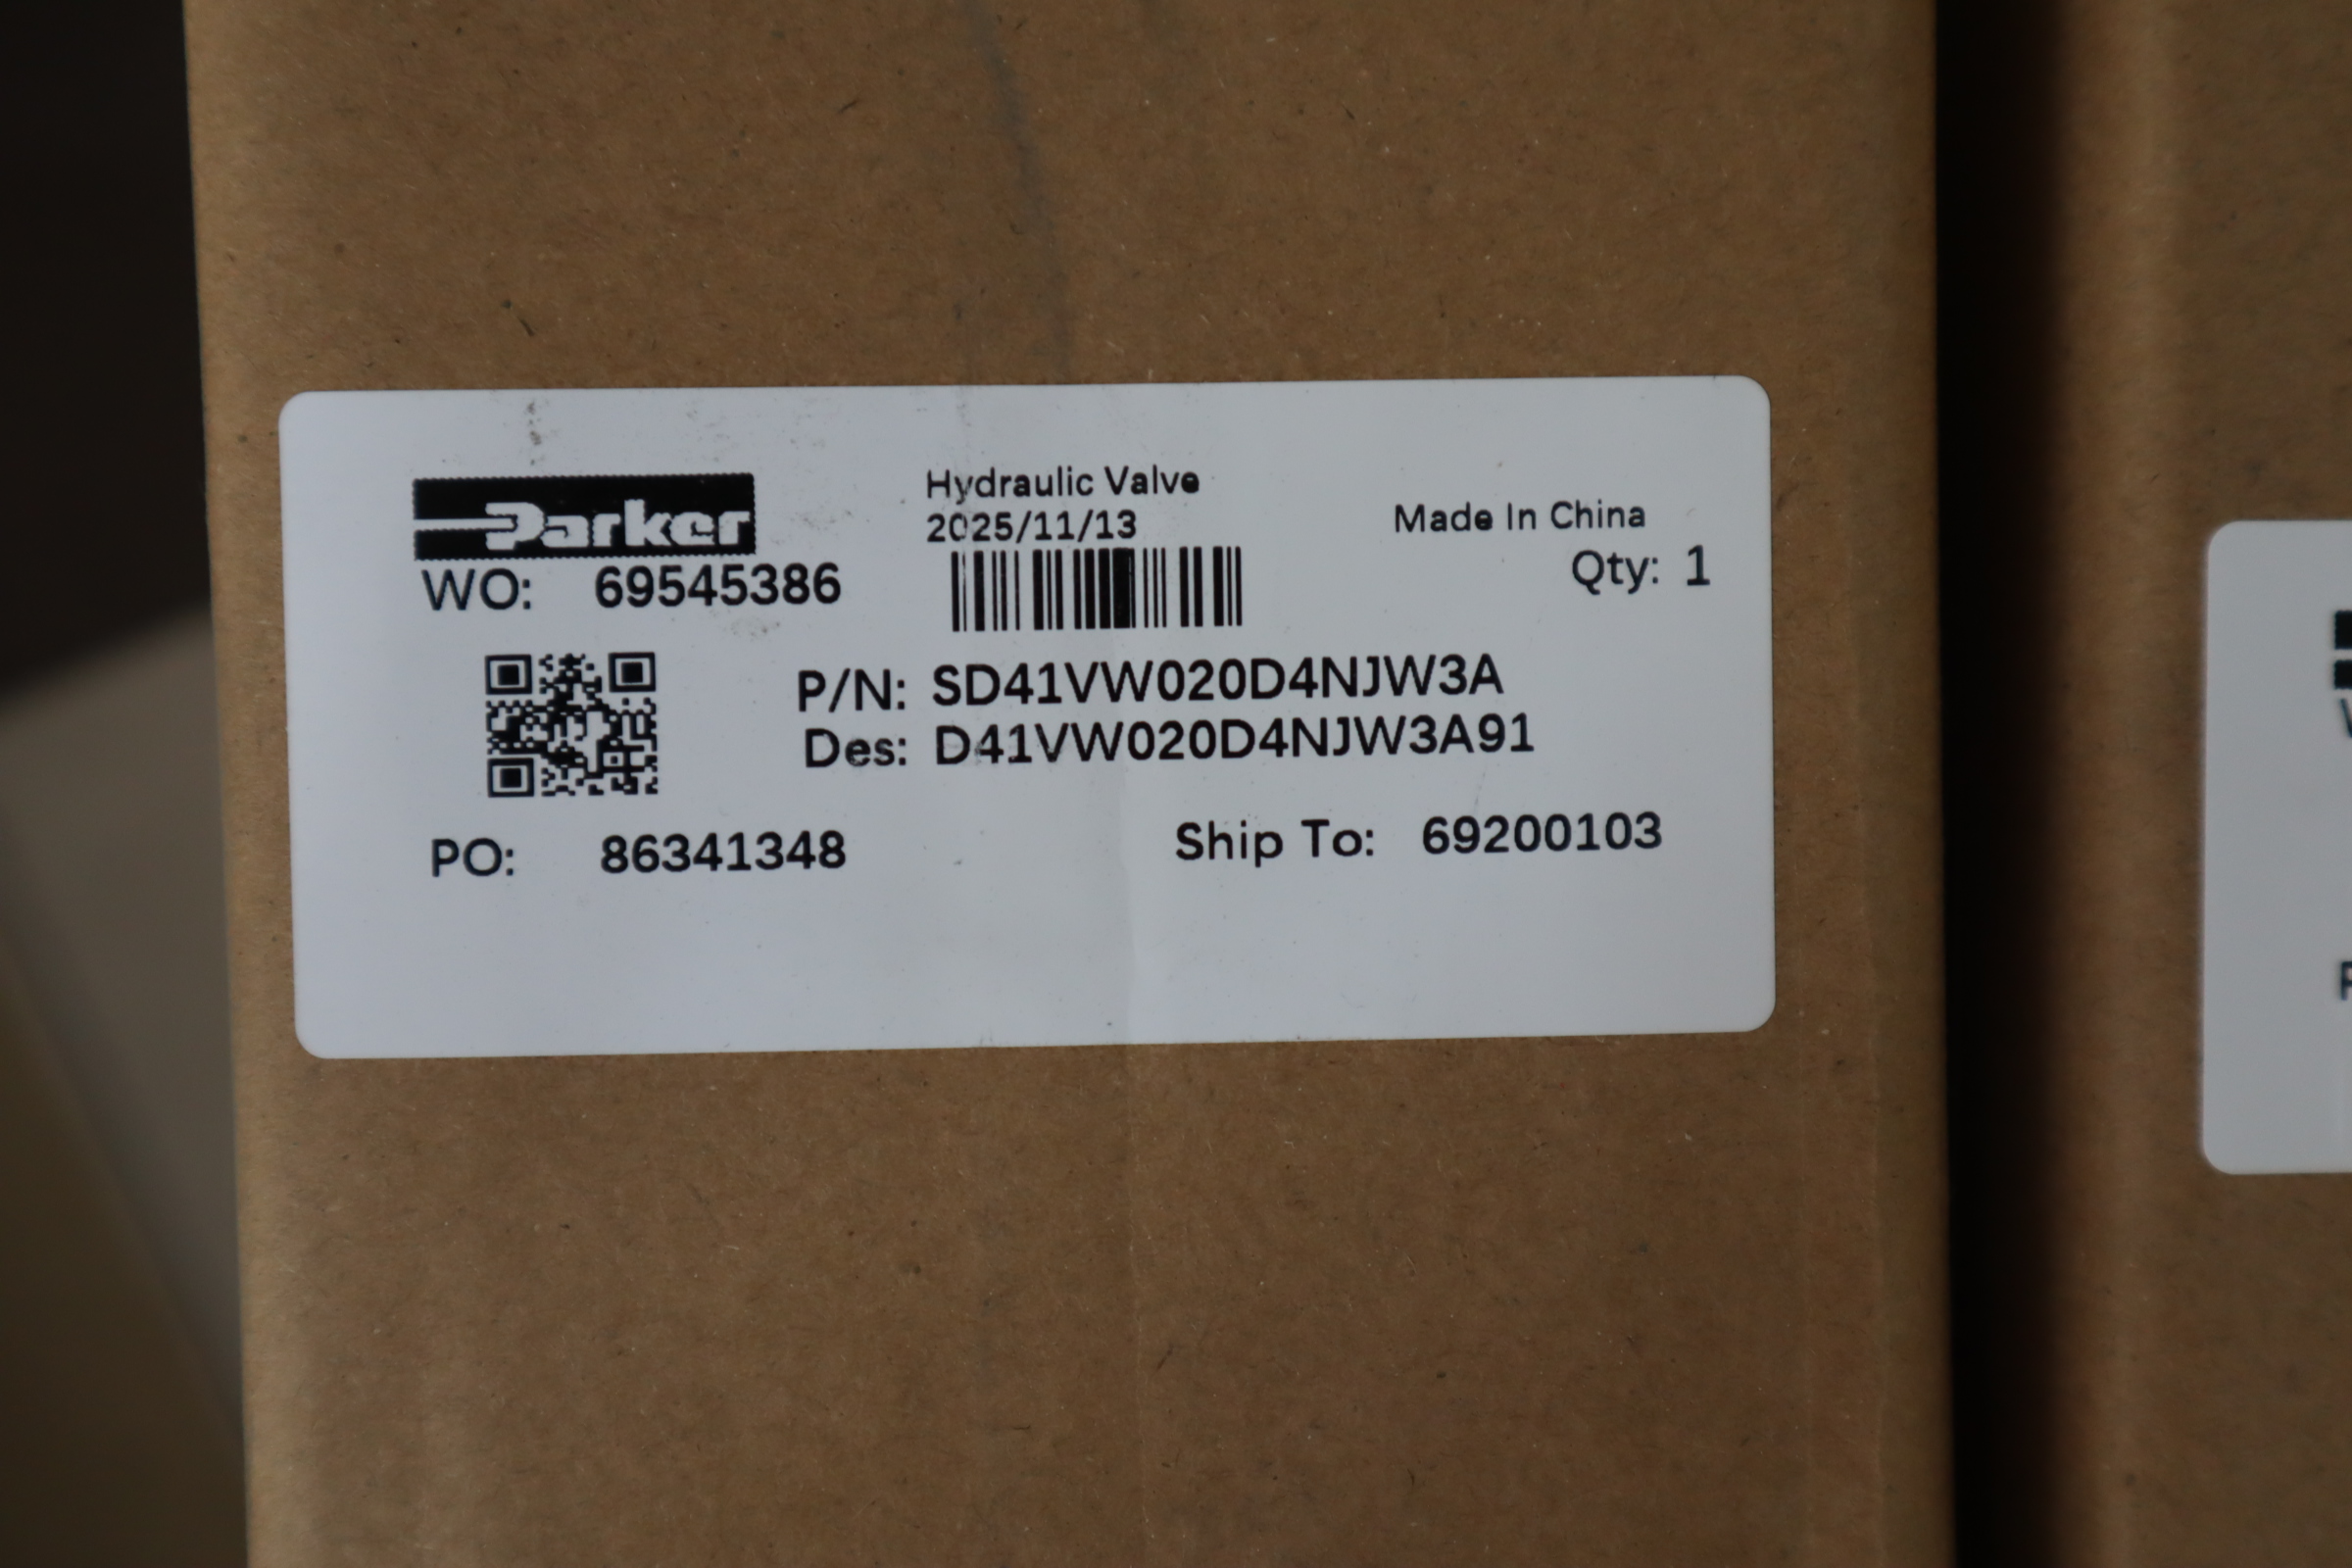 Parker
Hydraulic Valve
2025/11/13
Made In China
WO: 69545386
Qty: 1
P/N: SD41VW020D4NJW3A
Des: D41VW020D4NJW3A91
PO: 86341348
Ship To: 69200103